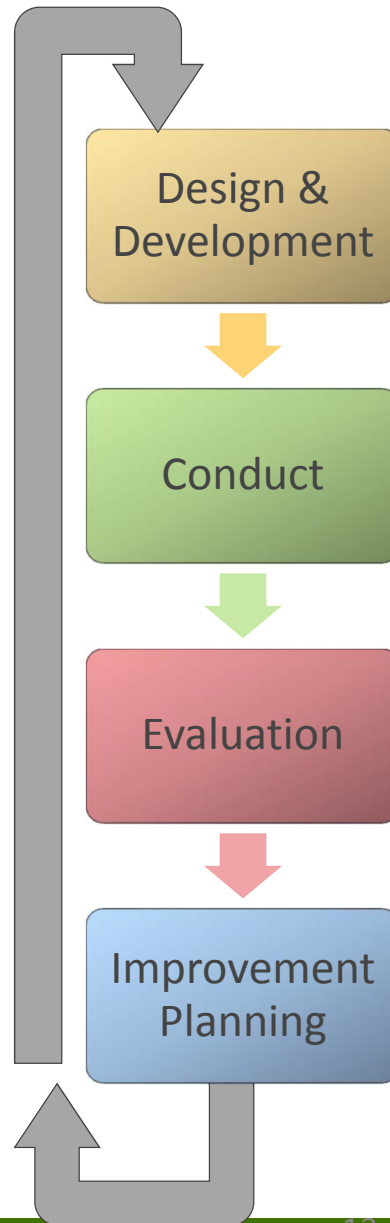 Design &
Development
Conduct
Evaluation
Improvement
Planning